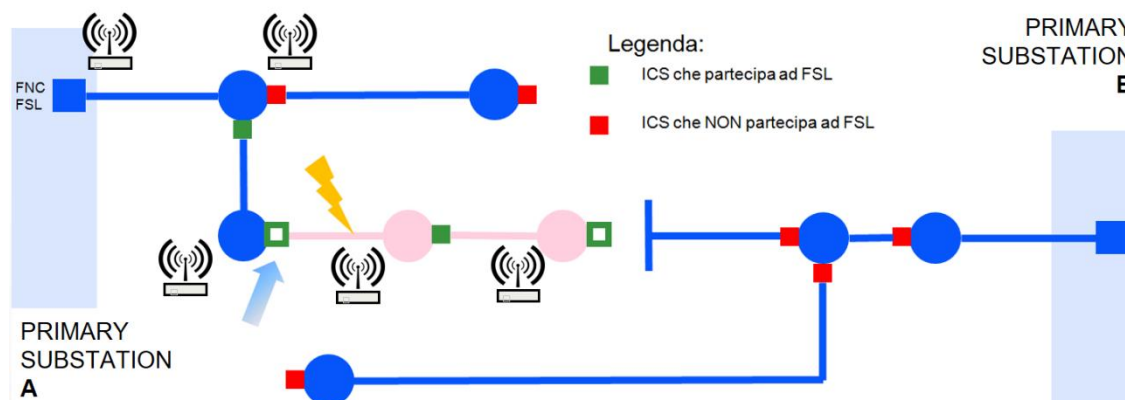 FNC
FSL
PRIMARY
SUBSTATION
A
Legenda:
ICS che partecipa ad FSL
ICS che NON partecipa ad FSL
PRIMARY
SUBSTATION